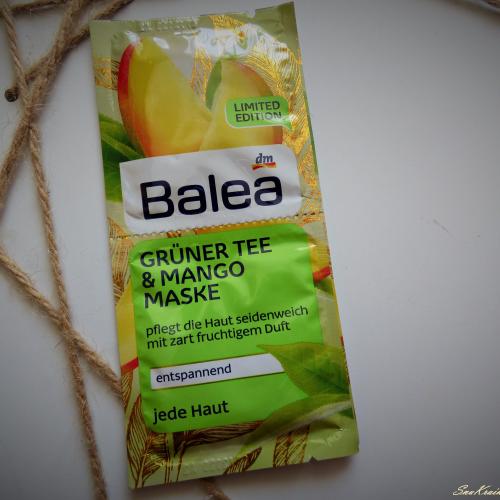 LIMITED
EDITION
dm
Balea
GRÜNER TEE
& MANGO
MASKE
pflegt die Haut seidenweich
mit zart fruchtigem Duft
entspannend
jede Haut